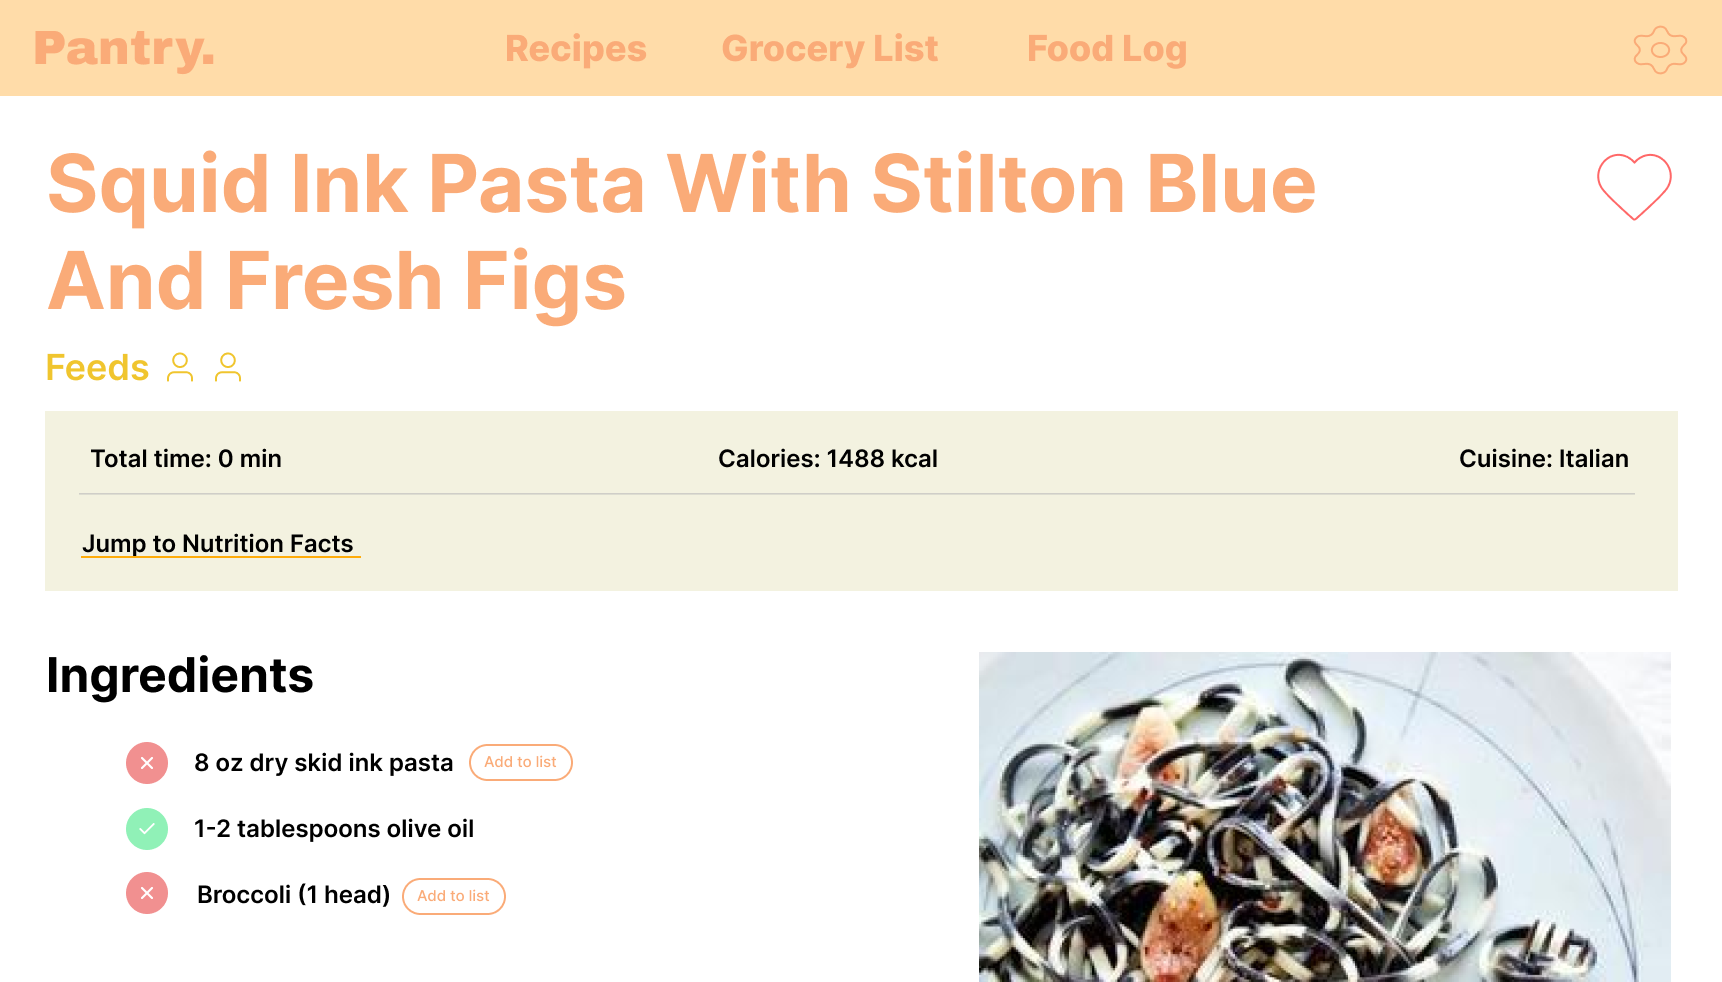 Pantry.
Recipes
Grocery List
Food Log
Squid Ink Pasta With Stilton Blue
And Fresh Figs
Feeds
Total time: 0 min
Calories: 1488 kcal
Cuisine: Italian
Jump to Nutrition Facts
Ingredients
8 oz dry skid ink pasta
Add to list
1-2 tablespoons olive oil
Broccoli (1 head)
Add to list